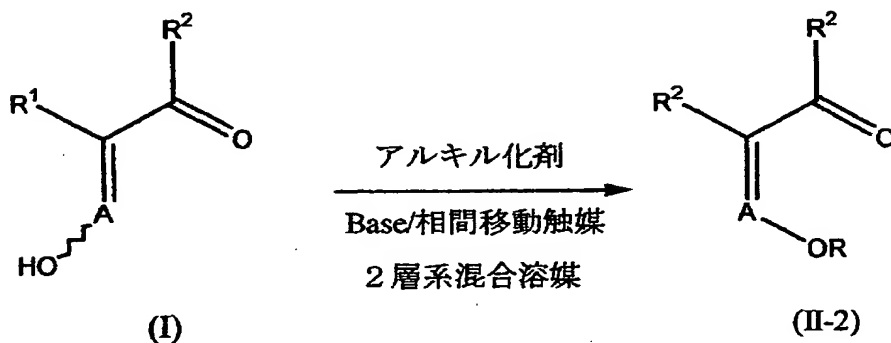 R²
R¹
O
A
HO
(I)
アルキル化剤
Base/相間移動触媒
2層系混合溶媒
R²
R²
O
A
OR
(II-2)